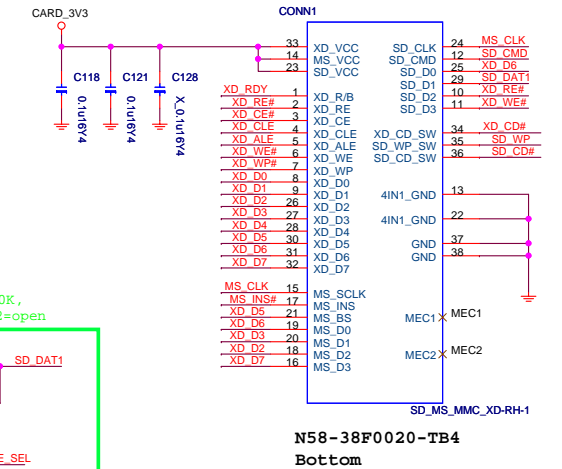 CARD_3V3
CONN1
C118
0.1u16Y4
C121
0.1u16Y4
C128
X_0.1u16Y4
33 XD_VCC
14 MS_VCC
23 SD_VCC
XD_RDY 1 XD_R/B
XD_RE# 2 XD_RE
XD_CE# 3 XD_CE
XD_CLE 4 XD_CLE
XD_ALE 5 XD_ALE
XD_WE# 6 XD_WE
XD_WP# 7 XD_WP
XD_D0 8 XD_D0
XD_D1 9 XD_D1
XD_D2 26 XD_D2
XD_D3 27 XD_D3
XD_D4 28 XD_D4
XD_D5 30 XD_D5
XD_D6 31 XD_D6
XD_D7 32 XD_D7
MS_CLK 15 MS_SCLK
MS_INS# 17 MS_INS
XD_D5 21 MS_BS
XD_D6 19 MS_D0
XD_D3 20 MS_D1
XD_D2 18 MS_D2
XD_D7 16 MS_D3
SD_CLK 24 MS_CLK
SD_CMD 12 SD_CMD
SD_D0 25 XD_D6
SD_D1 29 SD_DAT1
SD_D2 10 XD_RE#
SD_D3 11 XD_WE#
XD_CD_SW 34 XD_CD#
SD_WP_SW 35 SD_WP
SD_CD_SW 36 SD_CD#
4IN1_GND 13
4IN1_GND 22
GND 37
GND 38
MEC1 MEC1
MEC2 MEC2
SD_MS_MMC_XD-RH-1
N58-38F0020-TB4
Bottom
0K,
2=open
SD_DAT1
E_SEL